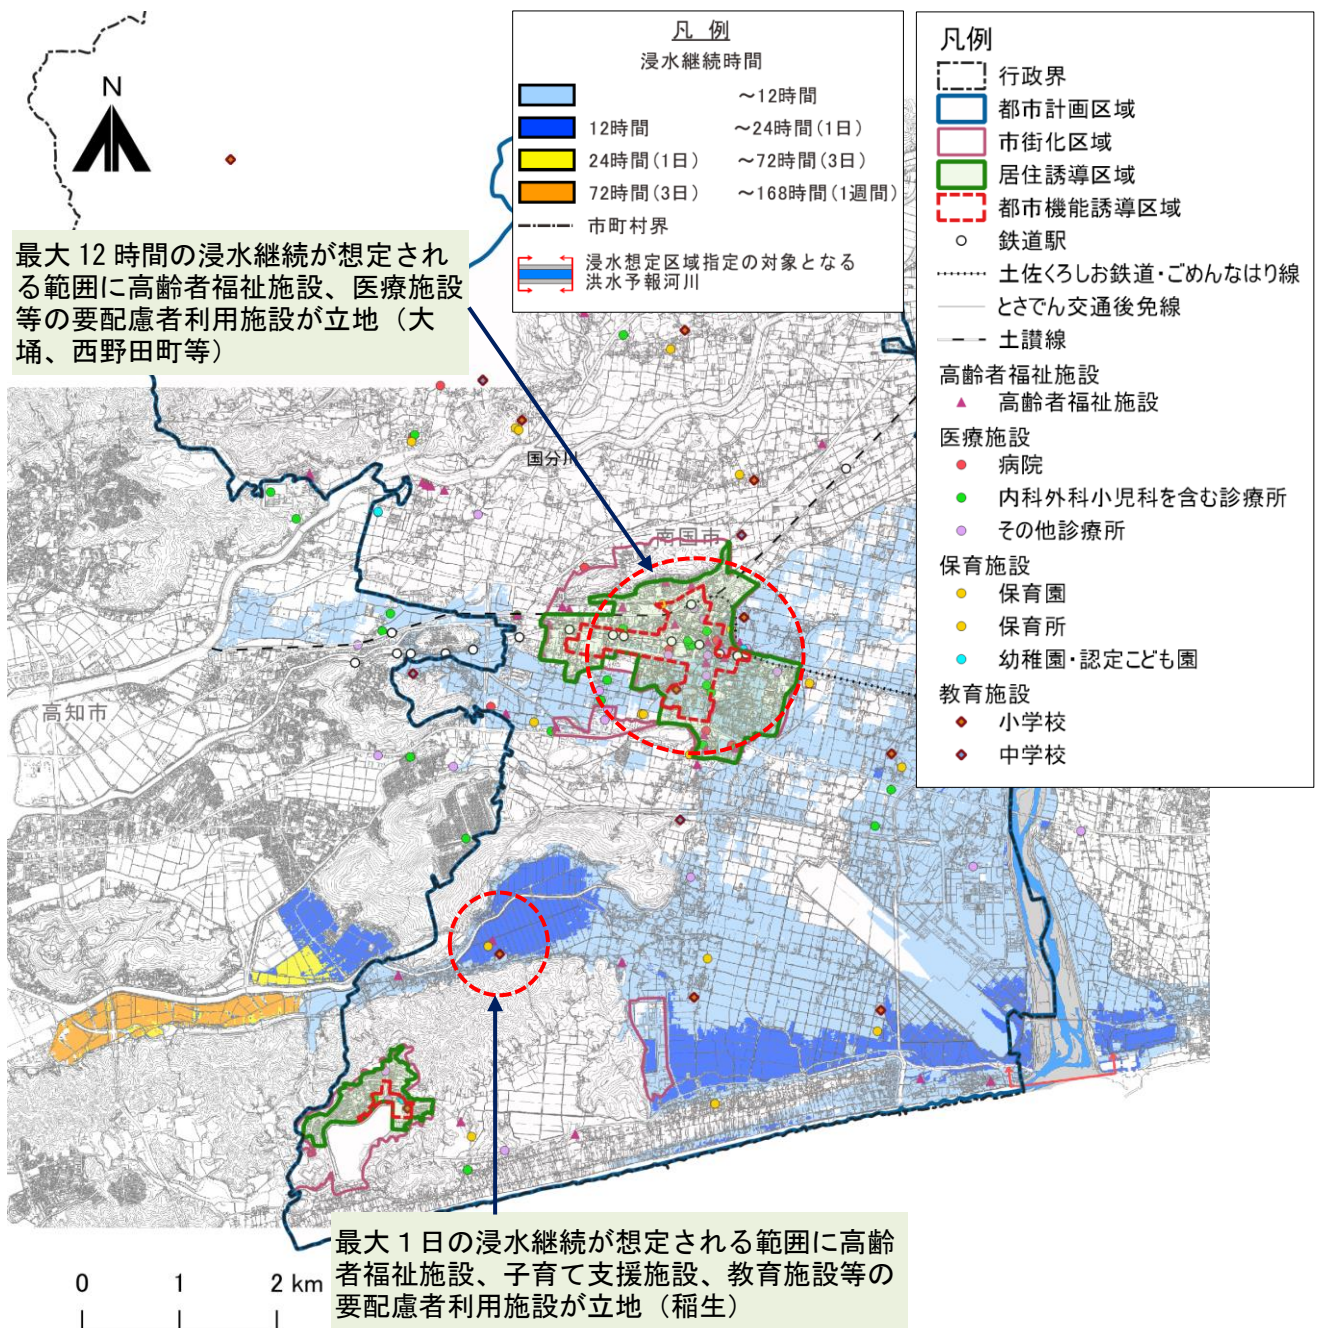 N
凡 例
浸水継続時間
～12時間
12時間 ～24時間(1日)
24時間(1日) ～72時間(3日)
72時間(3日) ～168時間(1週間)
市町村界
浸水想定区域指定の対象となる
洪水予報河川
凡例
行政界
都市計画区域
市街化区域
居住誘導区域
都市機能誘導区域
鉄道駅
土佐くろしお鉄道・ごめんなはり線
とさでん交通後免線
土讃線
高齢者福祉施設
高齢者福祉施設
医療施設
病院
内科外科小児科を含む診療所
その他診療所
保育施設
保育園
保育所
幼稚園・認定こども園
教育施設
小学校
中学校
最大 12 時間の浸水継続が想定され
る範囲に高齢者福祉施設、医療施設
等の要配慮者利用施設が立地（大
埇、西野田町等）
国分川
南国市
高知市
最大１日の浸水継続が想定される範囲に高齢
者福祉施設、子育て支援施設、教育施設等の
要配慮者利用施設が立地（稲生）
0 1 2 km